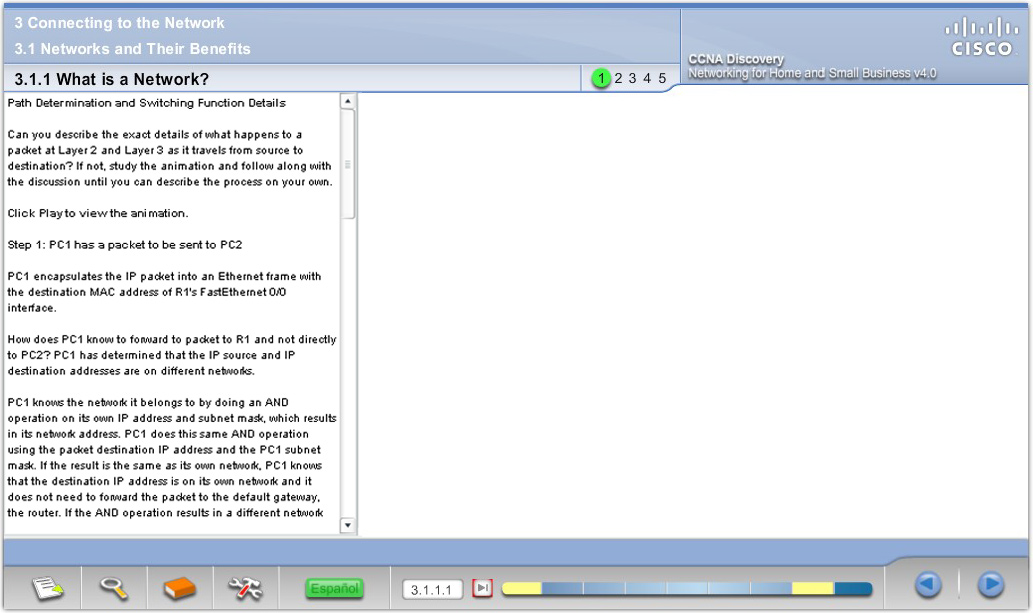 3 Connecting to the Network
3.1 Networks and Their Benefits
CISCO
CCNA Discovery
Networking for Home and Small Business v4.0
3.1.1 What is a Network?
1 2 3 4 5
Path Determination and Switching Function Details
Can you describe the exact details of what happens to a
packet at Layer 2 and Layer 3 as it travels from source to
destination? If not, study the animation and follow along with
the discussion until you can describe the process on your own.
Click Play to view the animation.
Step 1: PC1 has a packet to be sent to PC2
PC1 encapsulates the IP packet into an Ethernet frame with
the destination MAC address of R1's FastEthernet 0/0
interface.
How does PC1 know to forward to packet to R1 and not directly
to PC2? PC1 has determined that the IP source and IP
destination addresses are on different networks.
PC1 knows the network it belongs to by doing an AND
operation on its own IP address and subnet mask, which results
in its network address. PC1 does this same AND operation
using the packet destination IP address and the PC1 subnet
mask. If the result is the same as its own network, PC1 knows
that the destination IP address is on its own network and it
does not need to forward the packet to the default gateway,
the router. If the AND operation results in a different network
Español
3.1.1.1